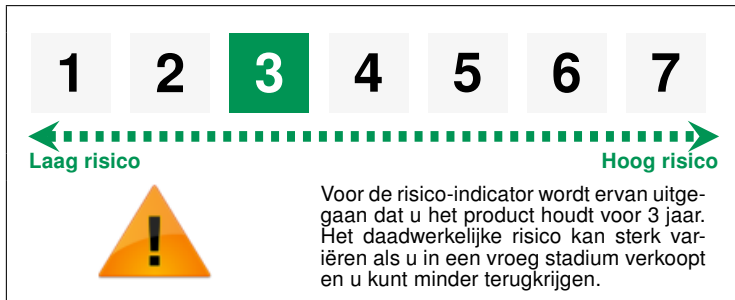 1 2 3 4 5 6 7
Laag risico Hoog risico
!
Voor de risico-indicator wordt ervan uitge-
gaan dat u het product houdt voor 3 jaar.
Het daadwerkelijke risico kan sterk var-
iëren als u in een vroeg stadium verkoopt
en u kunt minder terugkrijgen.